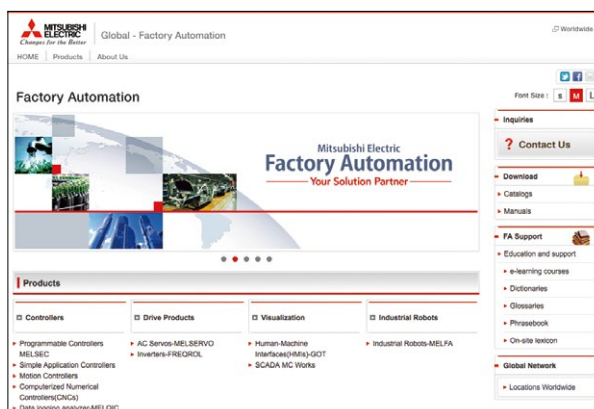 MITSUBISHI
ELECTRIC
Changes for the Better
Global - Factory Automation
Worldwide
HOME
Products
About Us
Factory Automation
Font Size :
S
M
L
Mitsubishi Electric
Factory Automation
Your Solution Partner
Products
Controllers
Programmable Controllers
MELSEC
Simple Application Controllers
Motion Controllers
Computerized Numerical
Controllers(CNCs)
Data logging analyzer-MELQIC
Drive Products
AC Servos-MELSERVO
Inverters-FREQROL
Visualization
Human-Machine
Interfaces(HMIs)-GOT
SCADA MC Works
Industrial Robots
Industrial Robots-MELFA
Inquiries
? Contact Us
Download
Catalogs
Manuals
FA Support
Education and support
e-learning courses
Dictionaries
Glossaries
Phrasebook
On-site lexicon
Global Network
Locations Worldwide